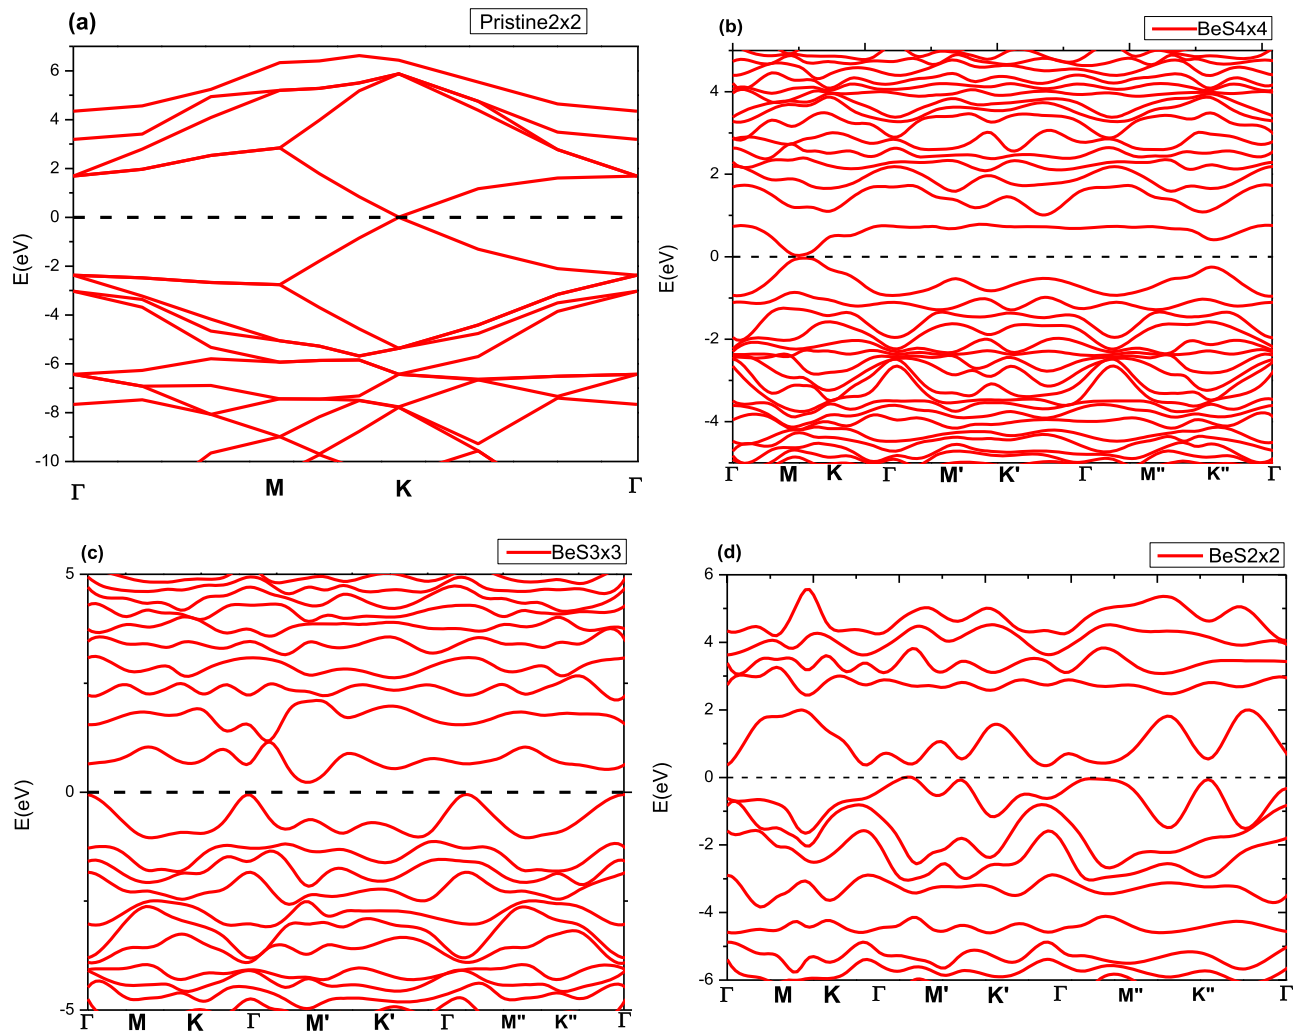 (a)
Pristine2x2
E(eV)
6
4
2
0
-2
-4
-6
-8
-10
Γ M K Γ
(b)
BeS4x4
E(eV)
4
2
0
-2
-4
Γ M K Γ M' K' Γ M" K" Γ
(c)
BeS3x3
E(eV)
5
0
-5
Γ M K Γ M' K' Γ M" K" Γ
(d)
BeS2x2
E(eV)
6
4
2
0
-2
-4
-6
Γ M K Γ M' K' Γ M" K" Γ